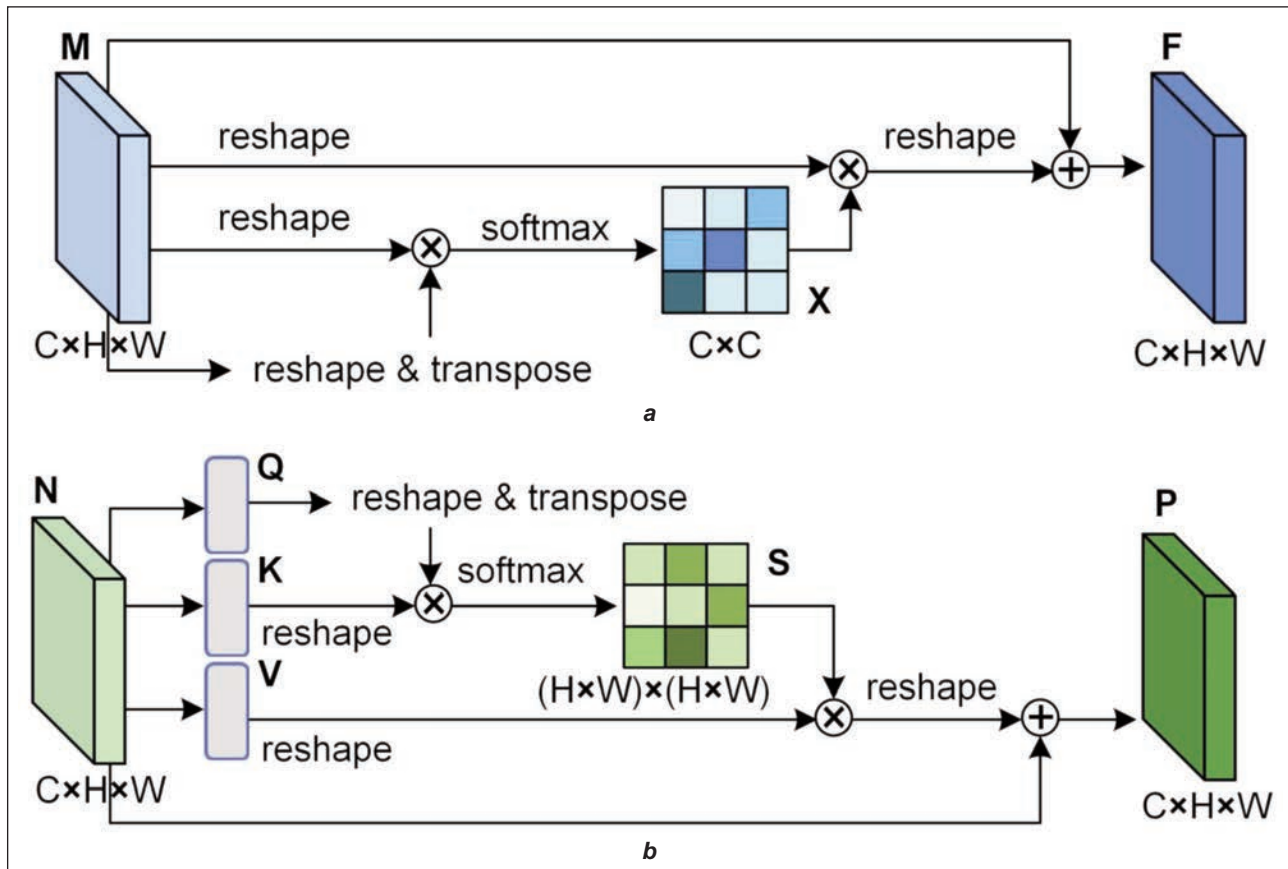 M
F
reshape
reshape
reshape
softmax
X
C×H×W
C×C
C×H×W
reshape & transpose
a
Q
N
reshape & transpose
P
K
softmax
S
reshape
V
(H×W)×(H×W)
reshape
reshape
C×H×W
C×H×W
b